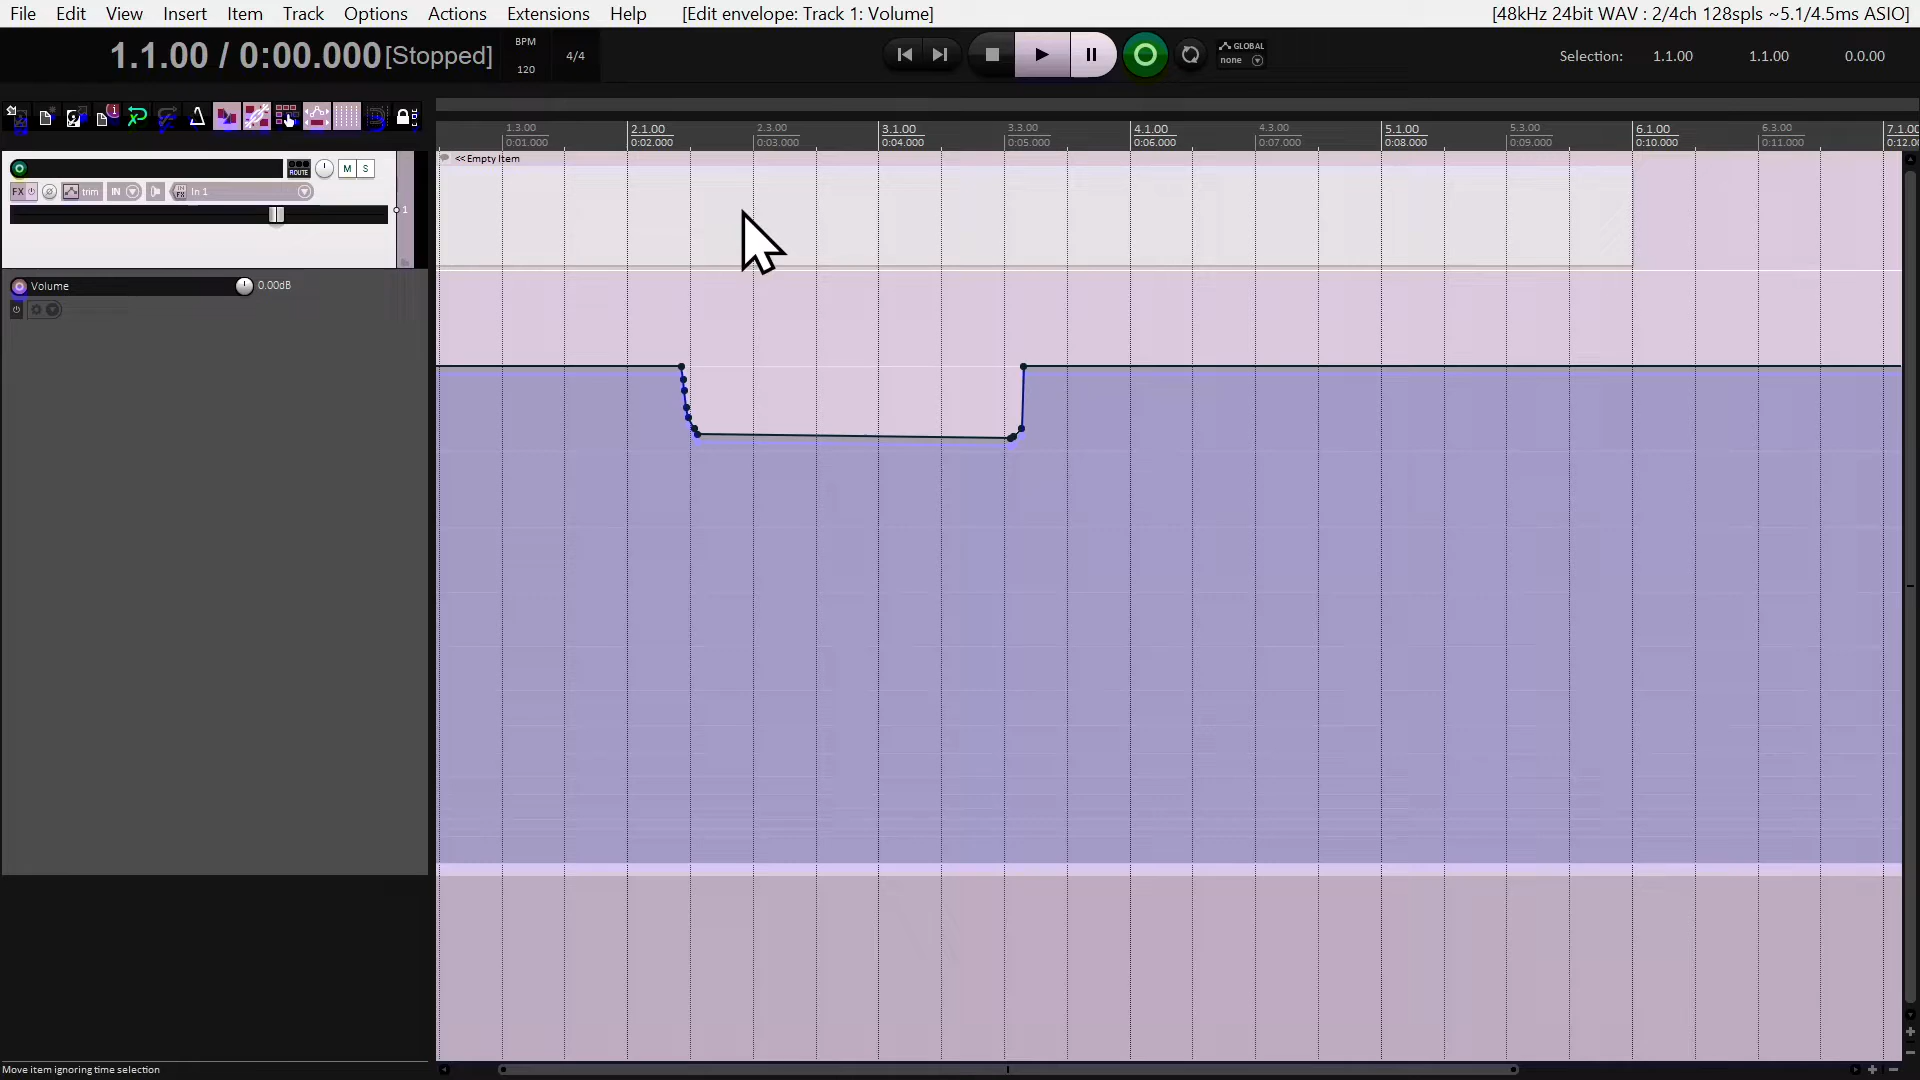 File Edit View Insert Item Track Options Actions Extensions Help [Edit envelope: Track 1: Volume] [48kHz 24bit WAV : 2/4ch 128spls ~5.1/4.5ms ASIO]
1.1.00 / 0:00.000 [Stopped] BPM 120 4/4 GLOBAL none Selection: 1.1.00 1.1.00 0.0.00
1.3.00 2.1.00 2.3.00 3.1.00 3.3.00 4.1.00 4.3.00 5.1.00 5.3.00 6.1.00 6.3.00 7.1.0
0:01.000 0:02.000 0:03.000 0:04.000 0:05.000 0:06.000 0:07.000 0:08.000 0:09.000 0:10.000 0:11.000 0:12.0
<<Empty Item
ROUTE M S
FX trim IN IN FX In 1
1
Volume 0.00dB
Move item ignoring time selection